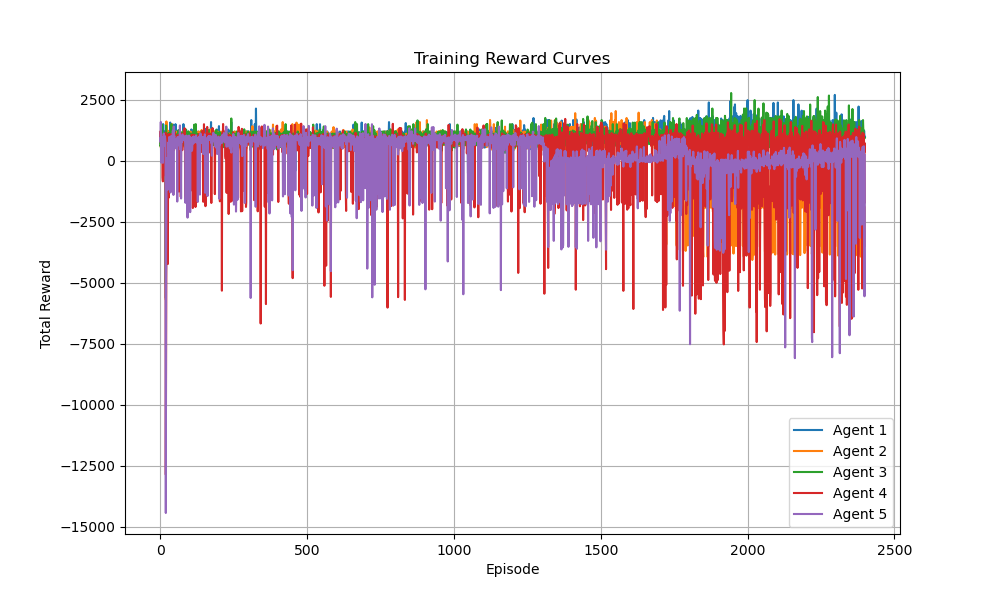 Training Reward Curves
2500
0
−2500
−5000
−7500
−10000
−12500
−15000
Total Reward
0
500
1000
1500
2000
2500
Episode
Agent 1
Agent 2
Agent 3
Agent 4
Agent 5